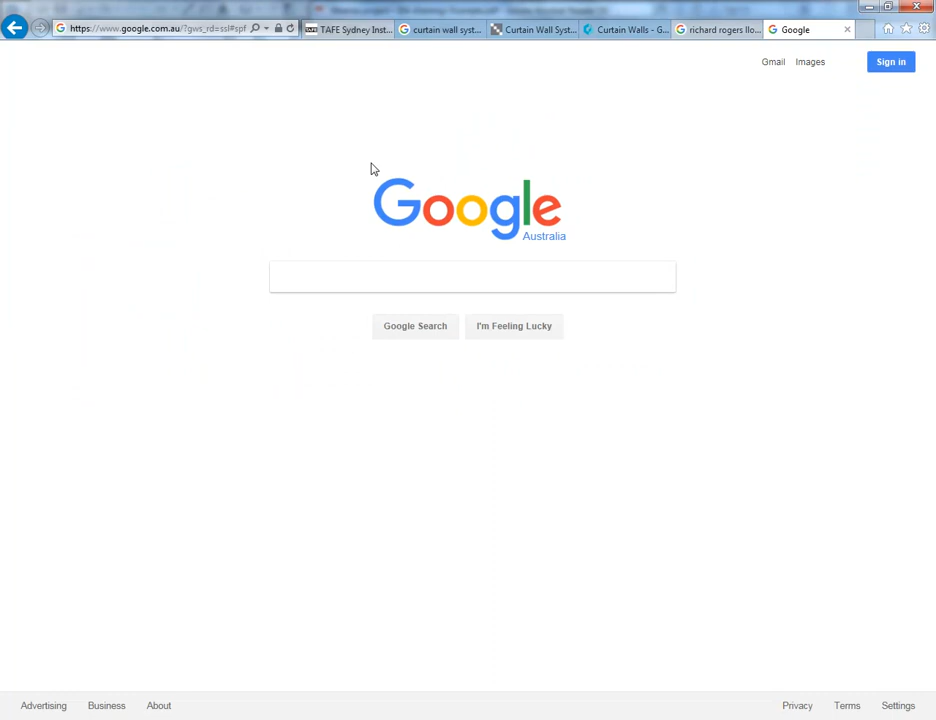 https://www.google.com.au/?gws_rd=ssl#spf
TAFE Sydney Inst...
curtain wall syst...
Curtain Wall Syst...
Curtain Walls - G...
richard rogers llo...
Google
Gmail Images Sign in
Google
Australia
Google Search I'm Feeling Lucky
Advertising Business About Privacy Terms Settings